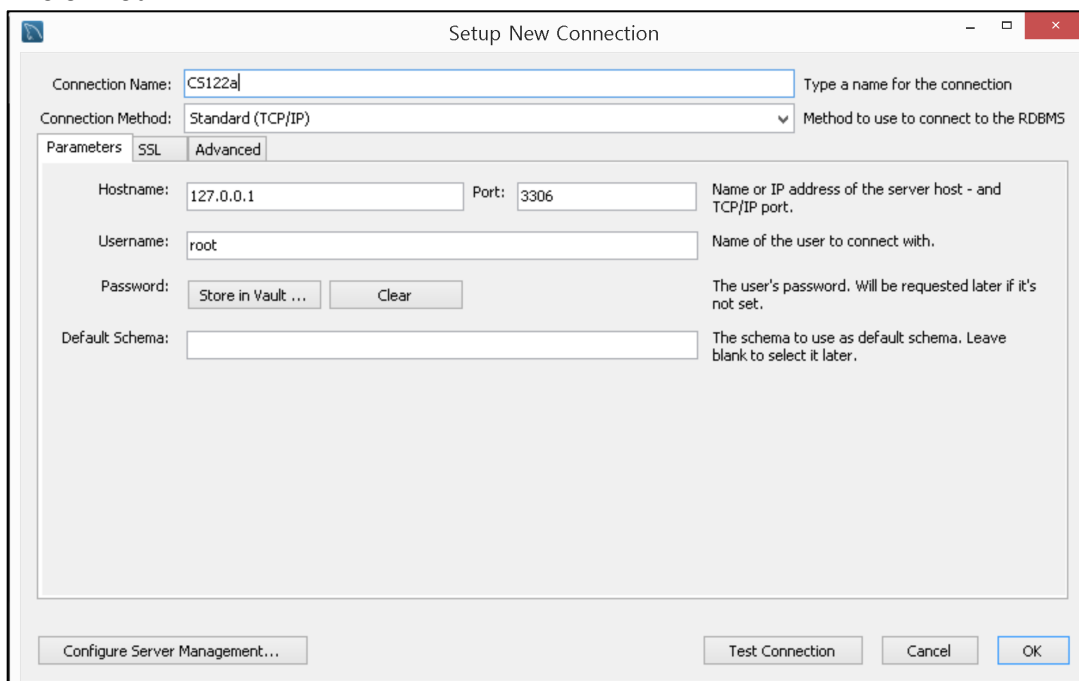 Setup New Connection
Connection Name: CS122a Type a name for the connection
Connection Method: Standard (TCP/IP) Method to use to connect to the RDBMS
Parameters SSL Advanced
Hostname: 127.0.0.1 Port: 3306 Name or IP address of the server host - and
TCP/IP port.
Username: root Name of the user to connect with.
Password: Store in Vault ... Clear The user's password. Will be requested later if it's
not set.
Default Schema: The schema to use as default schema. Leave
blank to select it later.
Configure Server Management... Test Connection Cancel OK